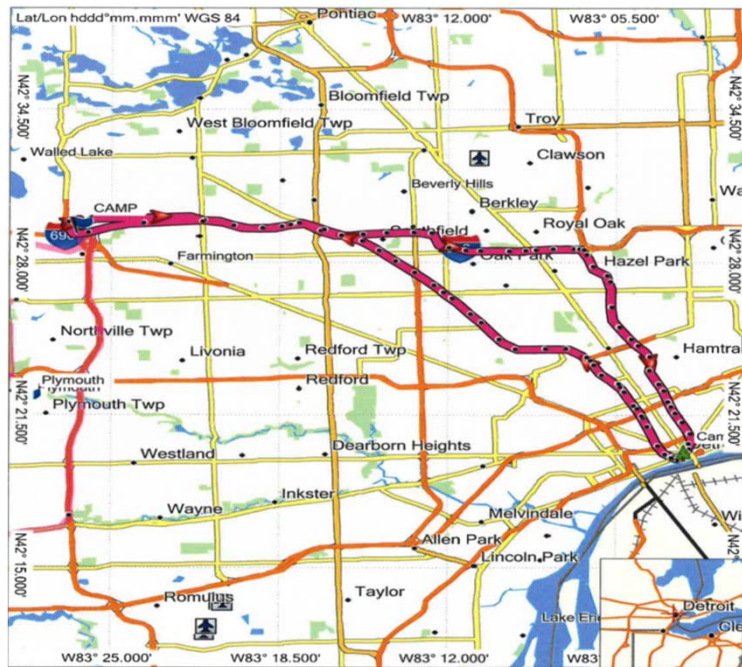 Lat/Lon hddd°mm.mmm' WGS 84
Pontiac
W83° 12.000'
W83° 05.500'
N42° 34.500'
N42° 34.500'
Bloomfield Twp
Troy
West Bloomfield Twp
Walled Lake
Clawson
Beverly Hills
CAMP
Berkley
Royal Oak
Oak Park
Hazel Park
Farmington
N42° 28.000'
N42° 28.000'
Northville Twp
Livonia
Redford Twp
Redford
Plymouth
Plymouth Twp
N42° 21.500'
N42° 21.500'
Westland
Dearborn Heights
Wayne
Inkster
Melvindale
Allen Park
Lincoln Park
N42° 15.000'
Romulus
Taylor
Detroit
W83° 25.000'
W83° 18.500'
W83° 12.000'